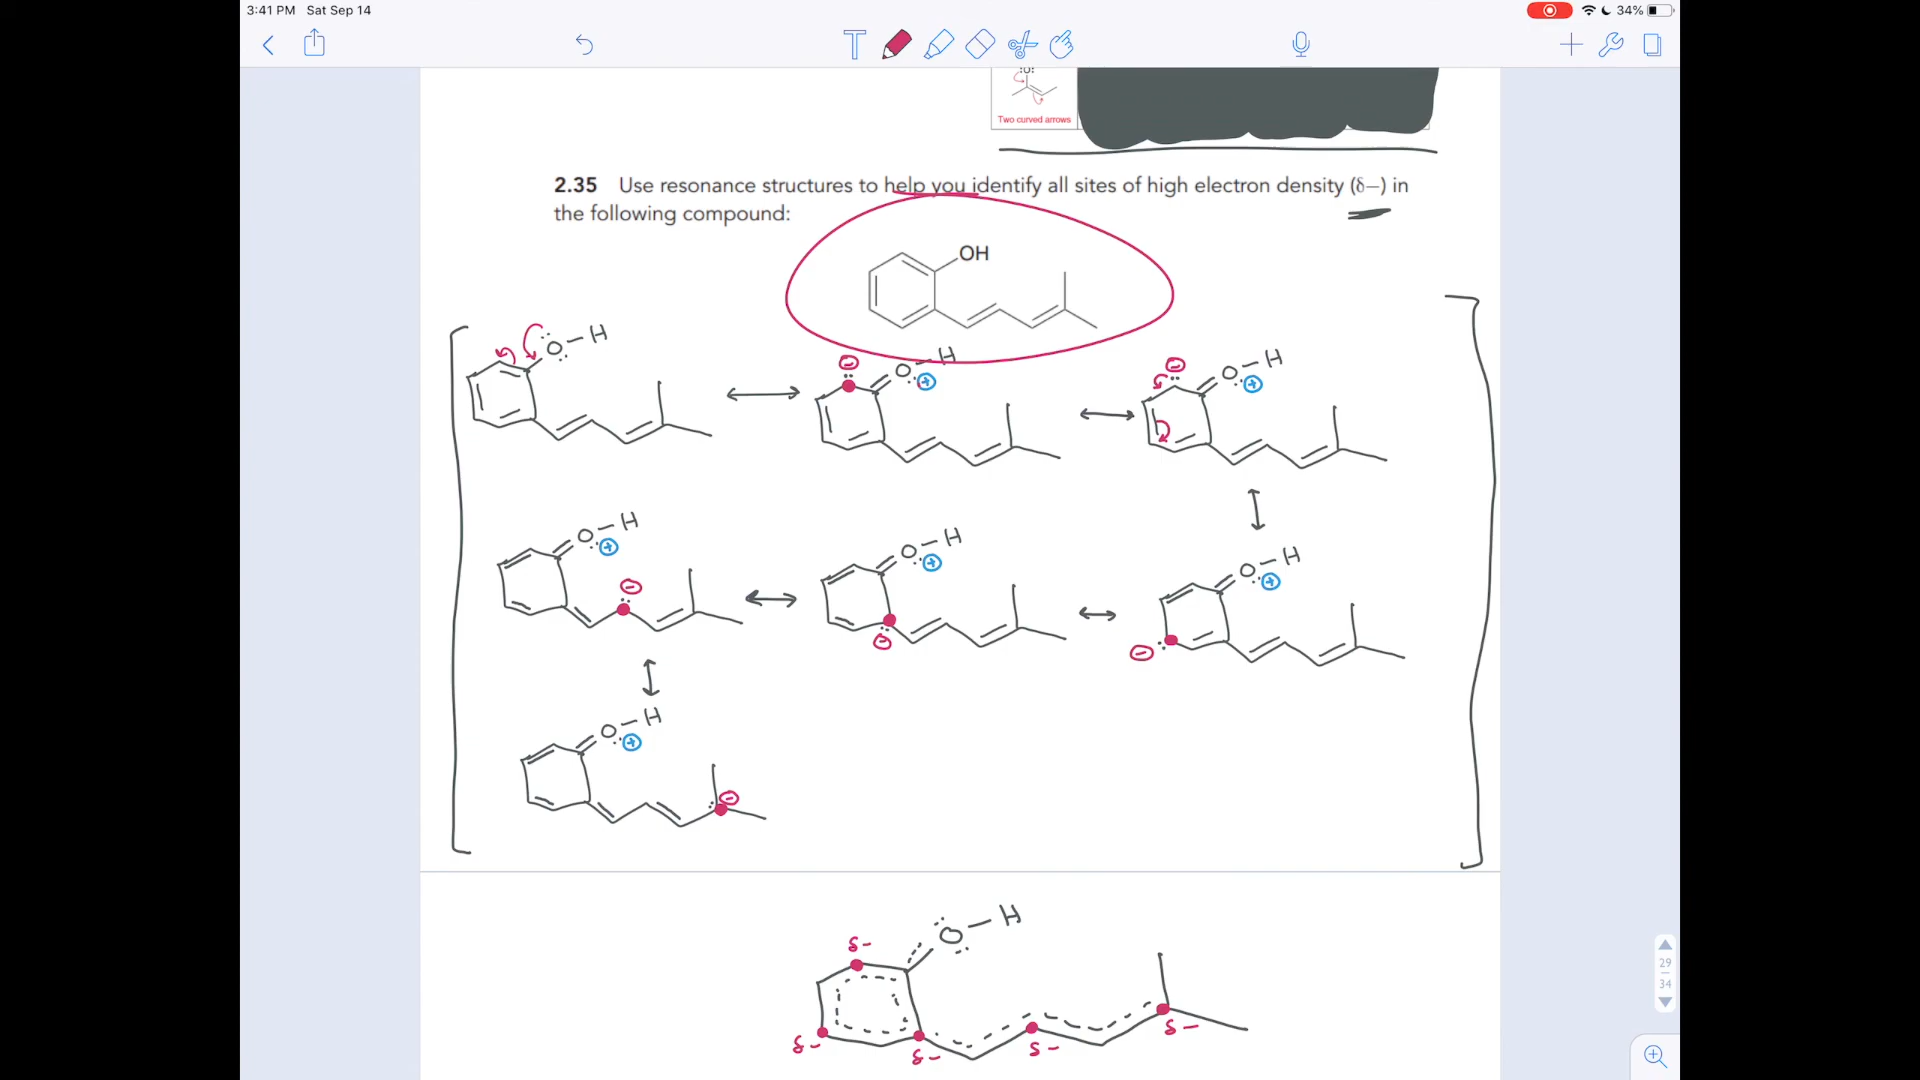 3:41 PM Sat Sep 14
34%
T
:O:
Two curved arrows
2.35 Use resonance structures to help you identify all sites of high electron density (δ−) in
the following compound:
OH
O−H
⊖ O−H ⊕
⊖ O−H ⊕
O−H ⊕ ⊖
O−H ⊕ ⊖
O−H ⊕ ⊖
O−H ⊕ ⊖
O−H
δ−
δ− δ− δ− δ−
29
34